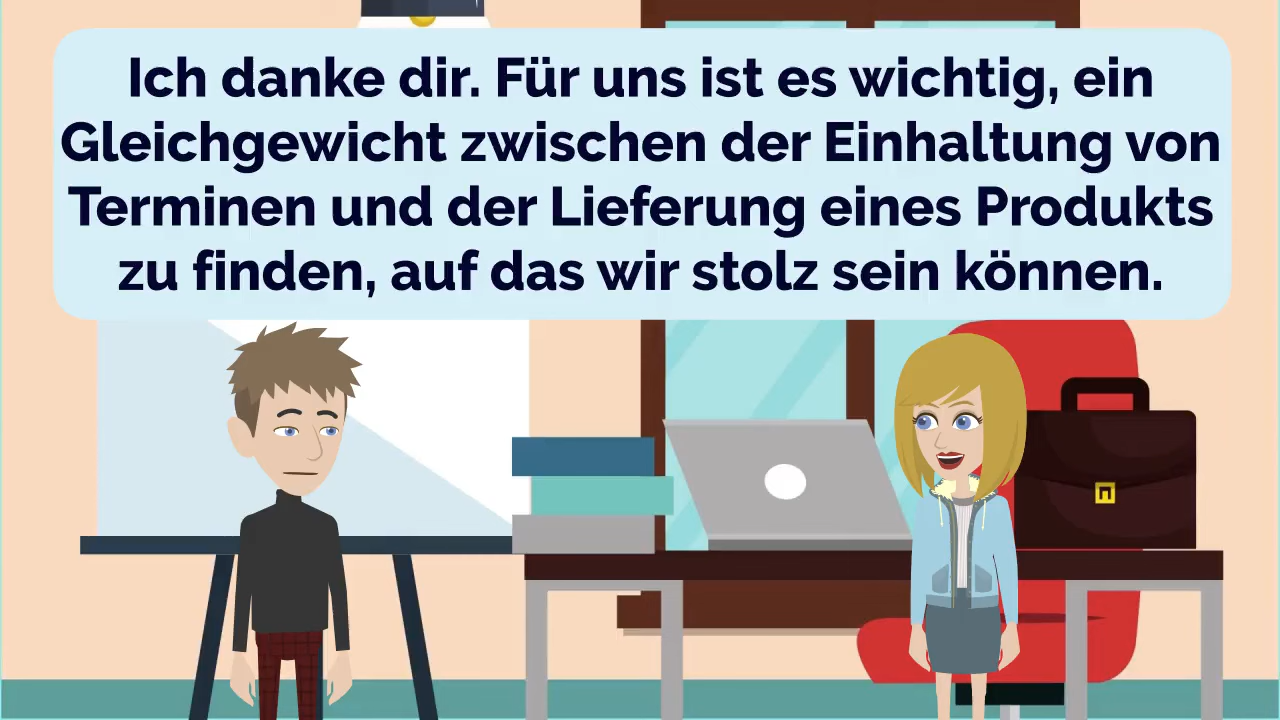 Ich danke dir. Für uns ist es wichtig, ein
Gleichgewicht zwischen der Einhaltung von
Terminen und der Lieferung eines Produkts
zu finden, auf das wir stolz sein können.